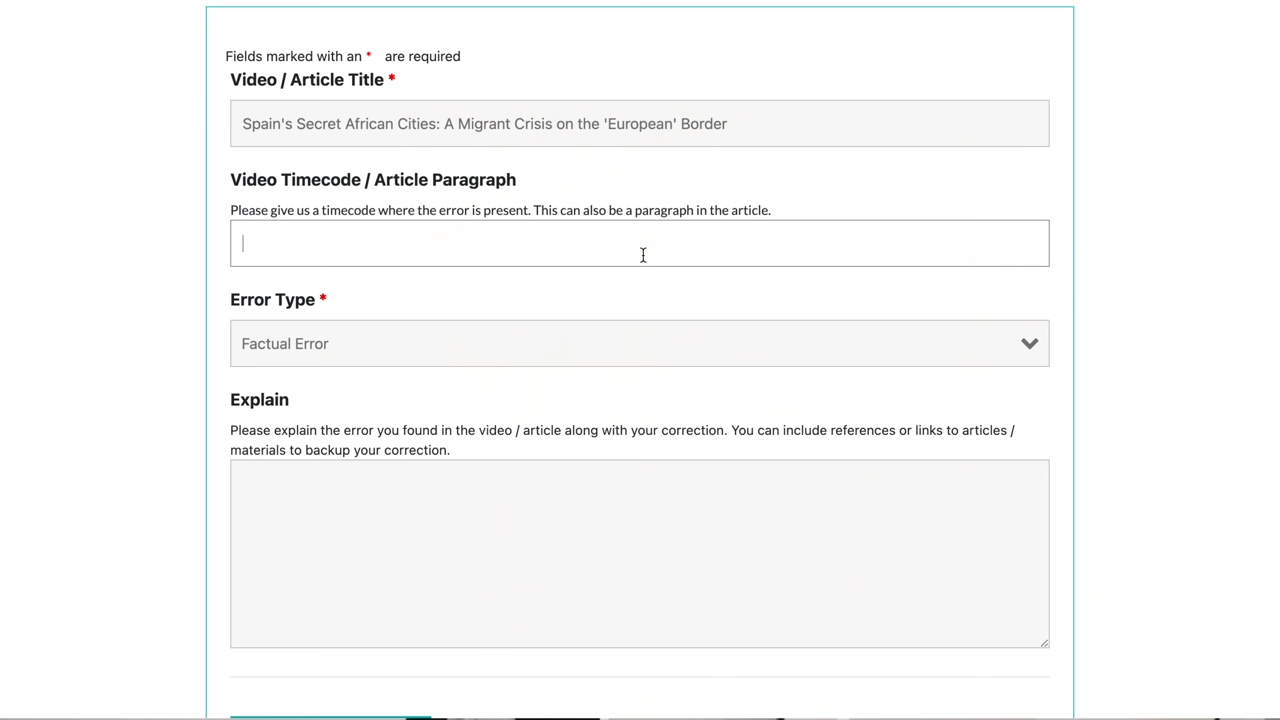 Fields marked with an * are required
Video / Article Title *
Spain's Secret African Cities: A Migrant Crisis on the 'European' Border
Video Timecode / Article Paragraph
Please give us a timecode where the error is present. This can also be a paragraph in the article.
Error Type *
Factual Error
Explain
Please explain the error you found in the video / article along with your correction. You can include references or links to articles /
materials to backup your correction.